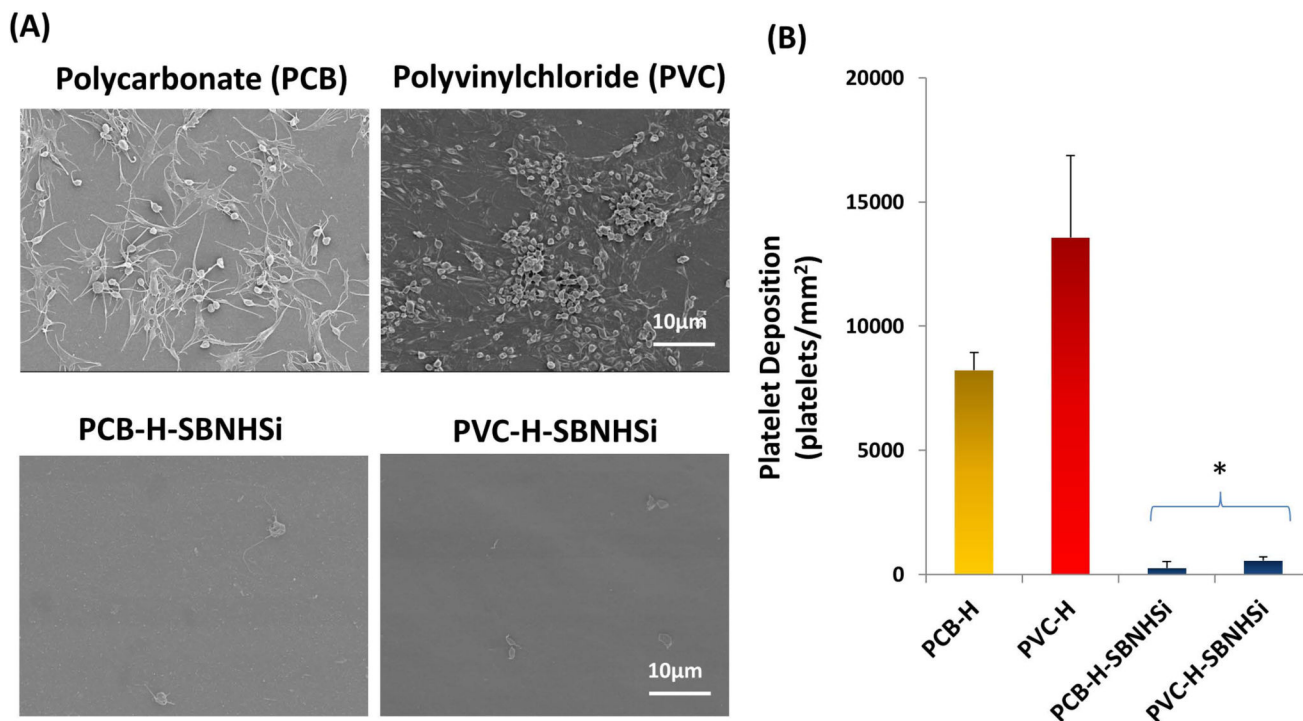 (A)
Polycarbonate (PCB)
Polyvinylchloride (PVC)
10µm
PCB-H-SBNHSi
PVC-H-SBNHSi
10µm
(B)
Platelet Deposition
(platelets/mm²)
20000
15000
10000
5000
0
*
PCB-H
PVC-H
PCB-H-SBNHSi
PVC-H-SBNHSi